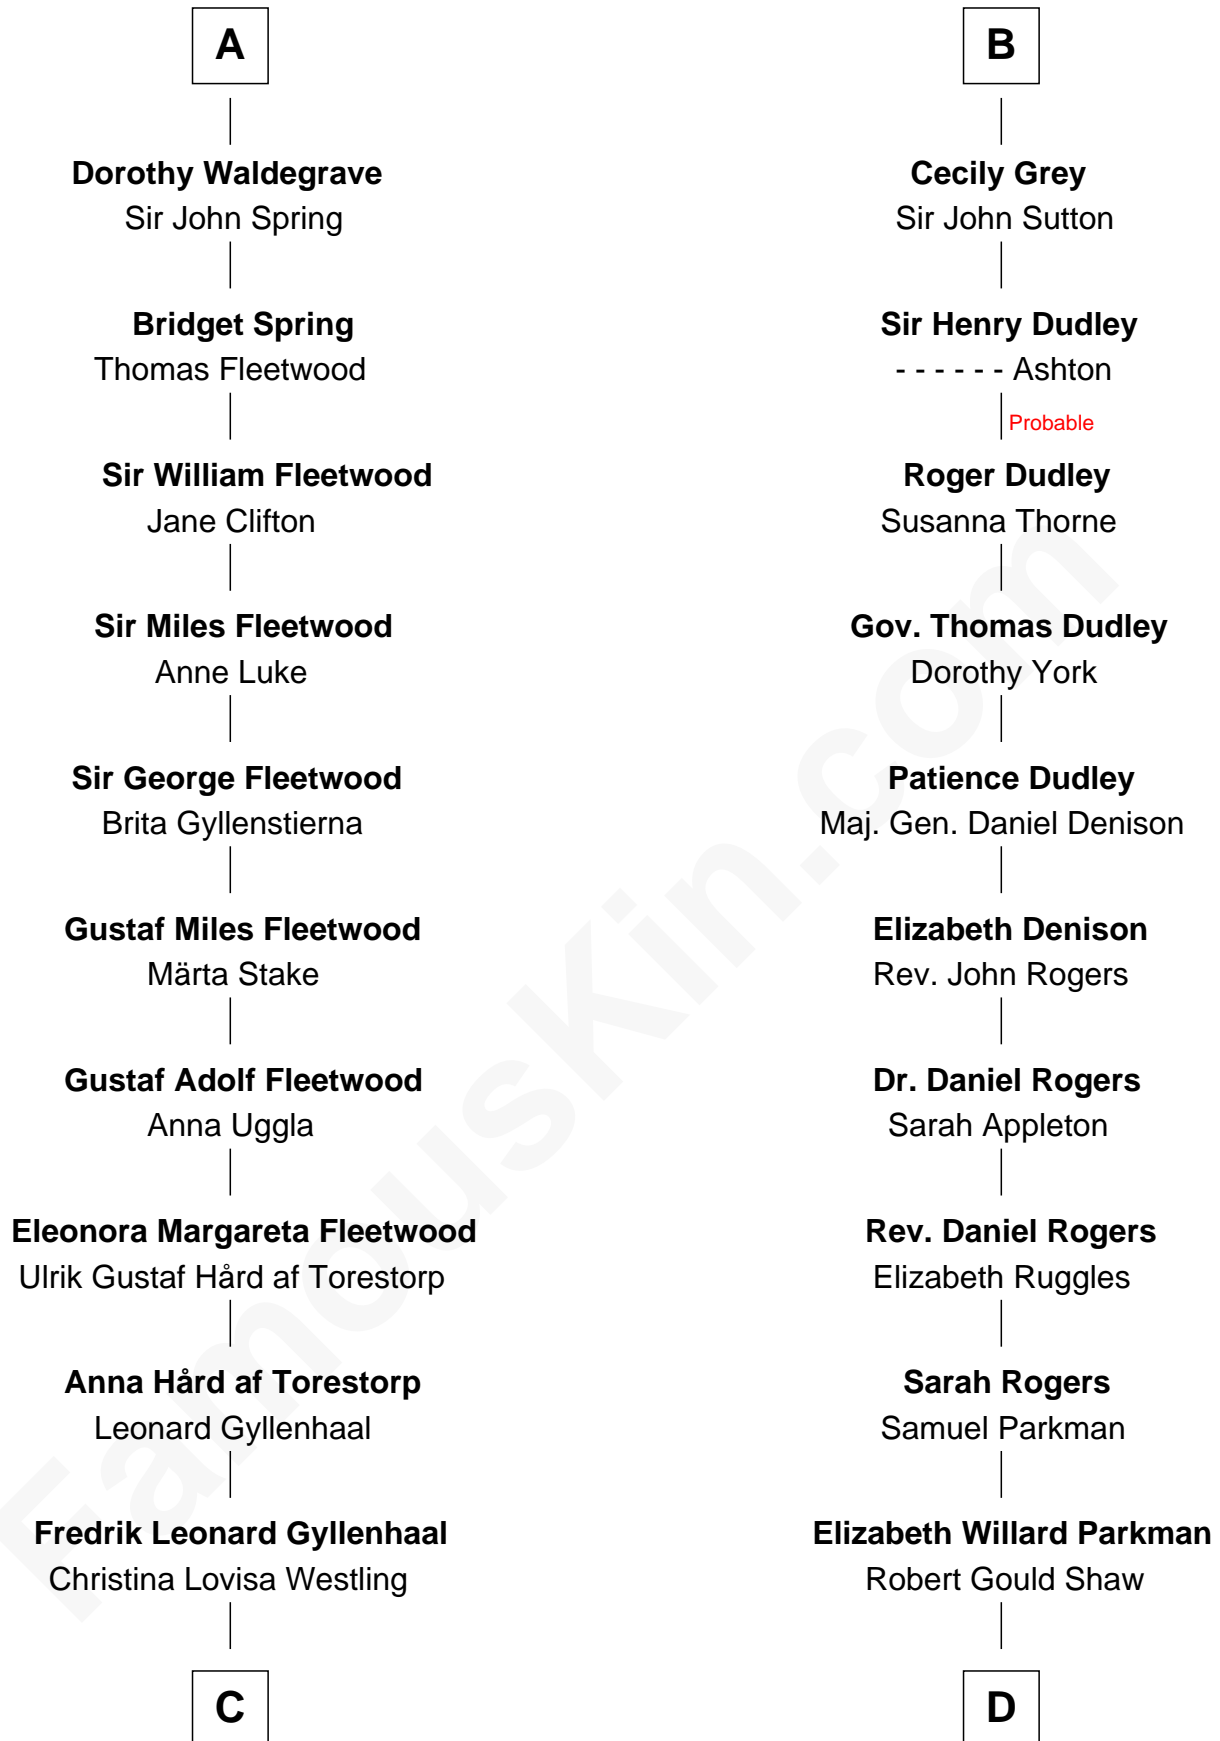 A
Dorothy Waldegrave
Sir John Spring
Bridget Spring
Thomas Fleetwood
Sir William Fleetwood
Jane Clifton
Sir Miles Fleetwood
Anne Luke
Sir George Fleetwood
Brita Gyllenstierna
Gustaf Miles Fleetwood
Märta Stake
Gustaf Adolf Fleetwood
Anna Uggla
Eleonora Margareta Fleetwood
Ulrik Gustaf Hård af Torestorp
Anna Hård af Torestorp
Leonard Gyllenhaal
Fredrik Leonard Gyllenhaal
Christina Lovisa Westling
C
B
Cecily Grey
Sir John Sutton
Sir Henry Dudley
- - - - - - Ashton
Probable
Roger Dudley
Susanna Thorne
Gov. Thomas Dudley
Dorothy York
Patience Dudley
Maj. Gen. Daniel Denison
Elizabeth Denison
Rev. John Rogers
Dr. Daniel Rogers
Sarah Appleton
Rev. Daniel Rogers
Elizabeth Ruggles
Sarah Rogers
Samuel Parkman
Elizabeth Willard Parkman
Robert Gould Shaw
D
FamousKin.com